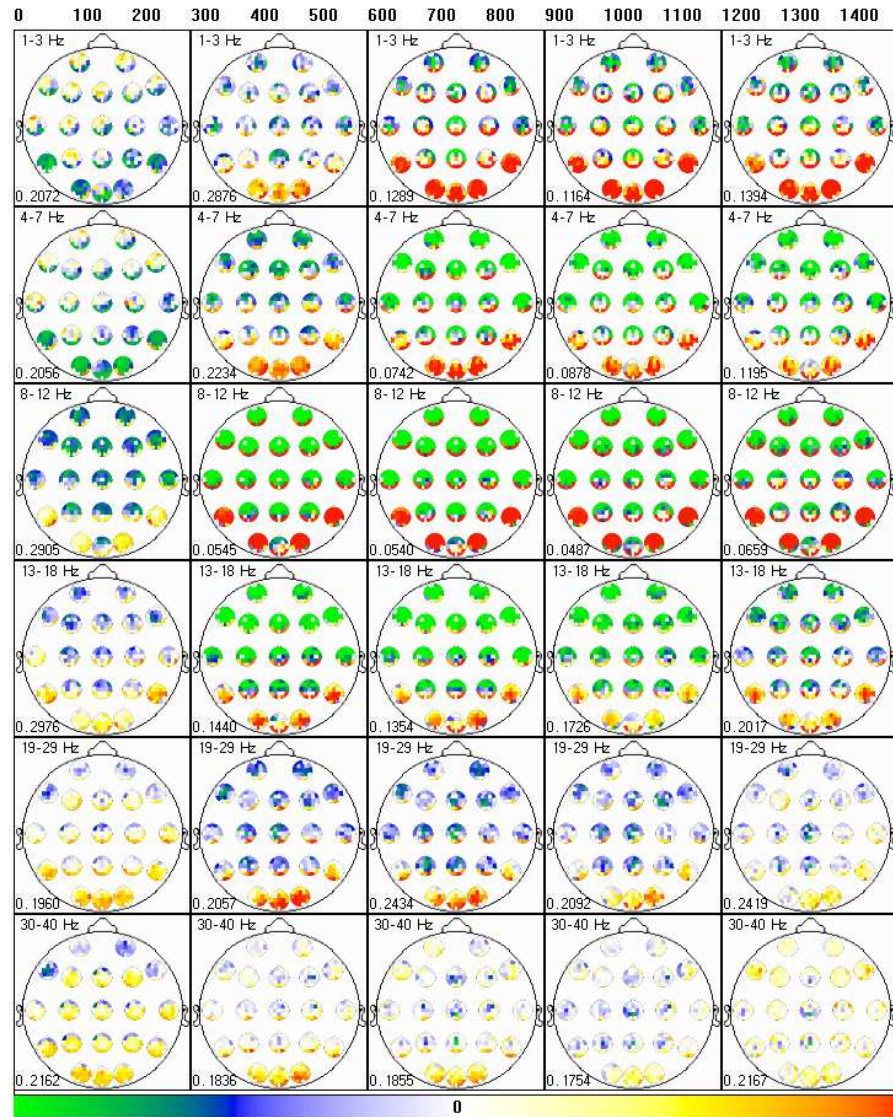 0 100 200 300 400 500 600 700 800 900 1000 1100 1200 1300 1400
1-3 Hz 1-3 Hz 1-3 Hz 1-3 Hz 1-3 Hz
0.2072 0.2876 0.1289 0.1164 0.1394
4-7 Hz 4-7 Hz 4-7 Hz 4-7 Hz 4-7 Hz
0.2056 0.2234 0.0742 0.0878 0.1195
8-12 Hz 8-12 Hz 8-12 Hz 8-12 Hz 8-12 Hz
0.2905 0.0545 0.0540 0.0487 0.0659
13-18 Hz 13-18 Hz 13-18 Hz 13-18 Hz 13-18 Hz
0.2976 0.1440 0.1354 0.1726 0.2017
19-29 Hz 19-29 Hz 19-29 Hz 19-29 Hz 19-29 Hz
0.1960 0.2057 0.2434 0.2092 0.2419
30-40 Hz 30-40 Hz 30-40 Hz 30-40 Hz 30-40 Hz
0.2162 0.1836 0.1855 0.1754 0.2167
0